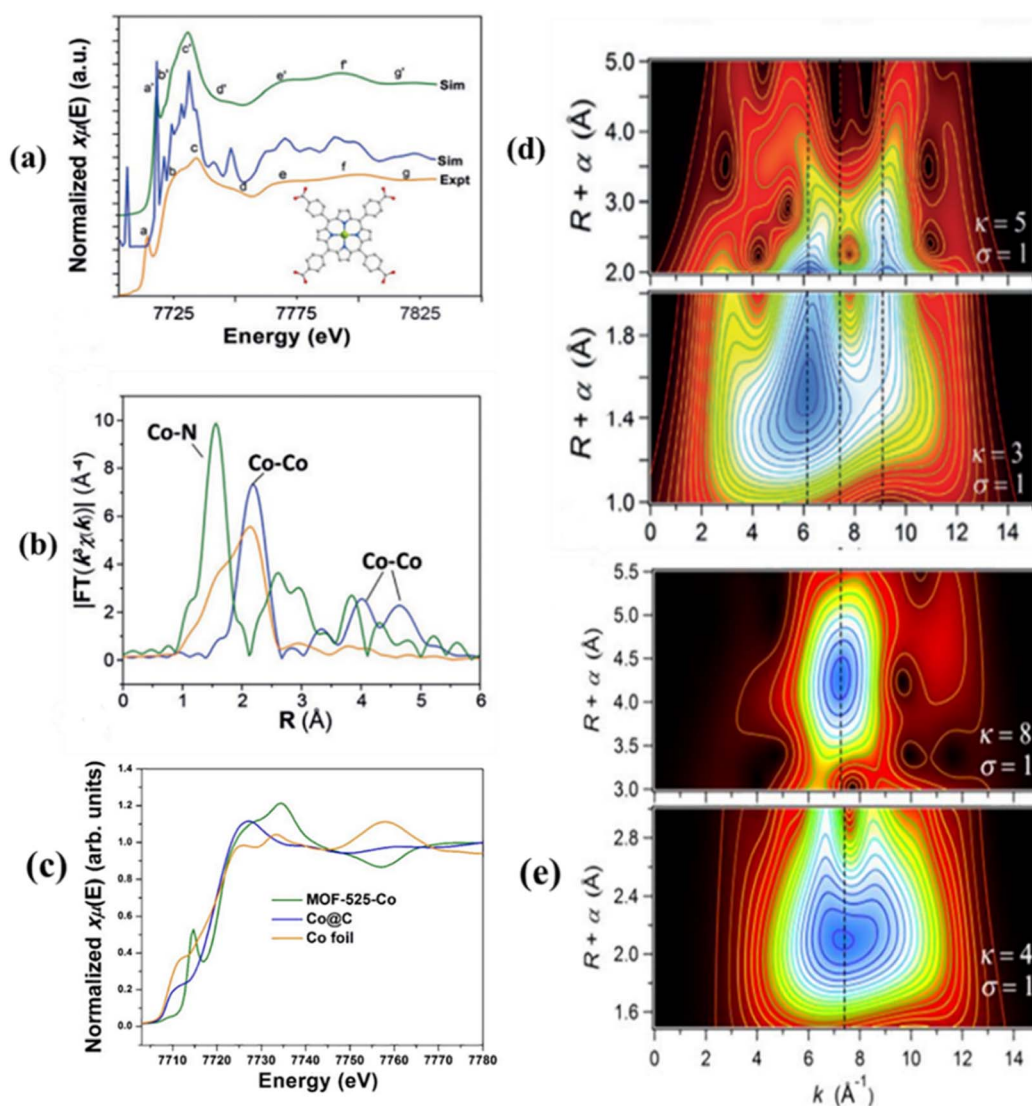 (a)
Normalized xμ(E) (a.u.)
a' b' c' d' e' f' g'
Sim
Sim
Expt
a b c d e f g
7725 7775 7825
Energy (eV)
(b)
|FT(k³χ(k))| (Å⁻⁴)
10
8
6
4
2
0
Co-N
Co-Co
Co-Co
0 1 2 3 4 5 6
R (Å)
(c)
Normalized xμ(E) (arb. units)
1.4
1.2
1.0
0.8
0.6
0.4
0.2
0.0
MOF-525-Co
Co@C
Co foil
7710 7720 7730 7740 7750 7760 7770 7780
Energy (eV)
(d)
R + α (Å)
5.0
4.0
3.0
2.0
κ = 5
σ = 1
R + α (Å)
1.8
1.4
1.0
κ = 3
σ = 1
0 2 4 6 8 10 12 14
(e)
R + α (Å)
5.5
5.0
4.5
4.0
3.5
3.0
κ = 8
σ = 1
R + α (Å)
2.8
2.4
2.0
1.6
κ = 4
σ = 1
0 2 4 6 8 10 12 14
k (Å⁻¹)